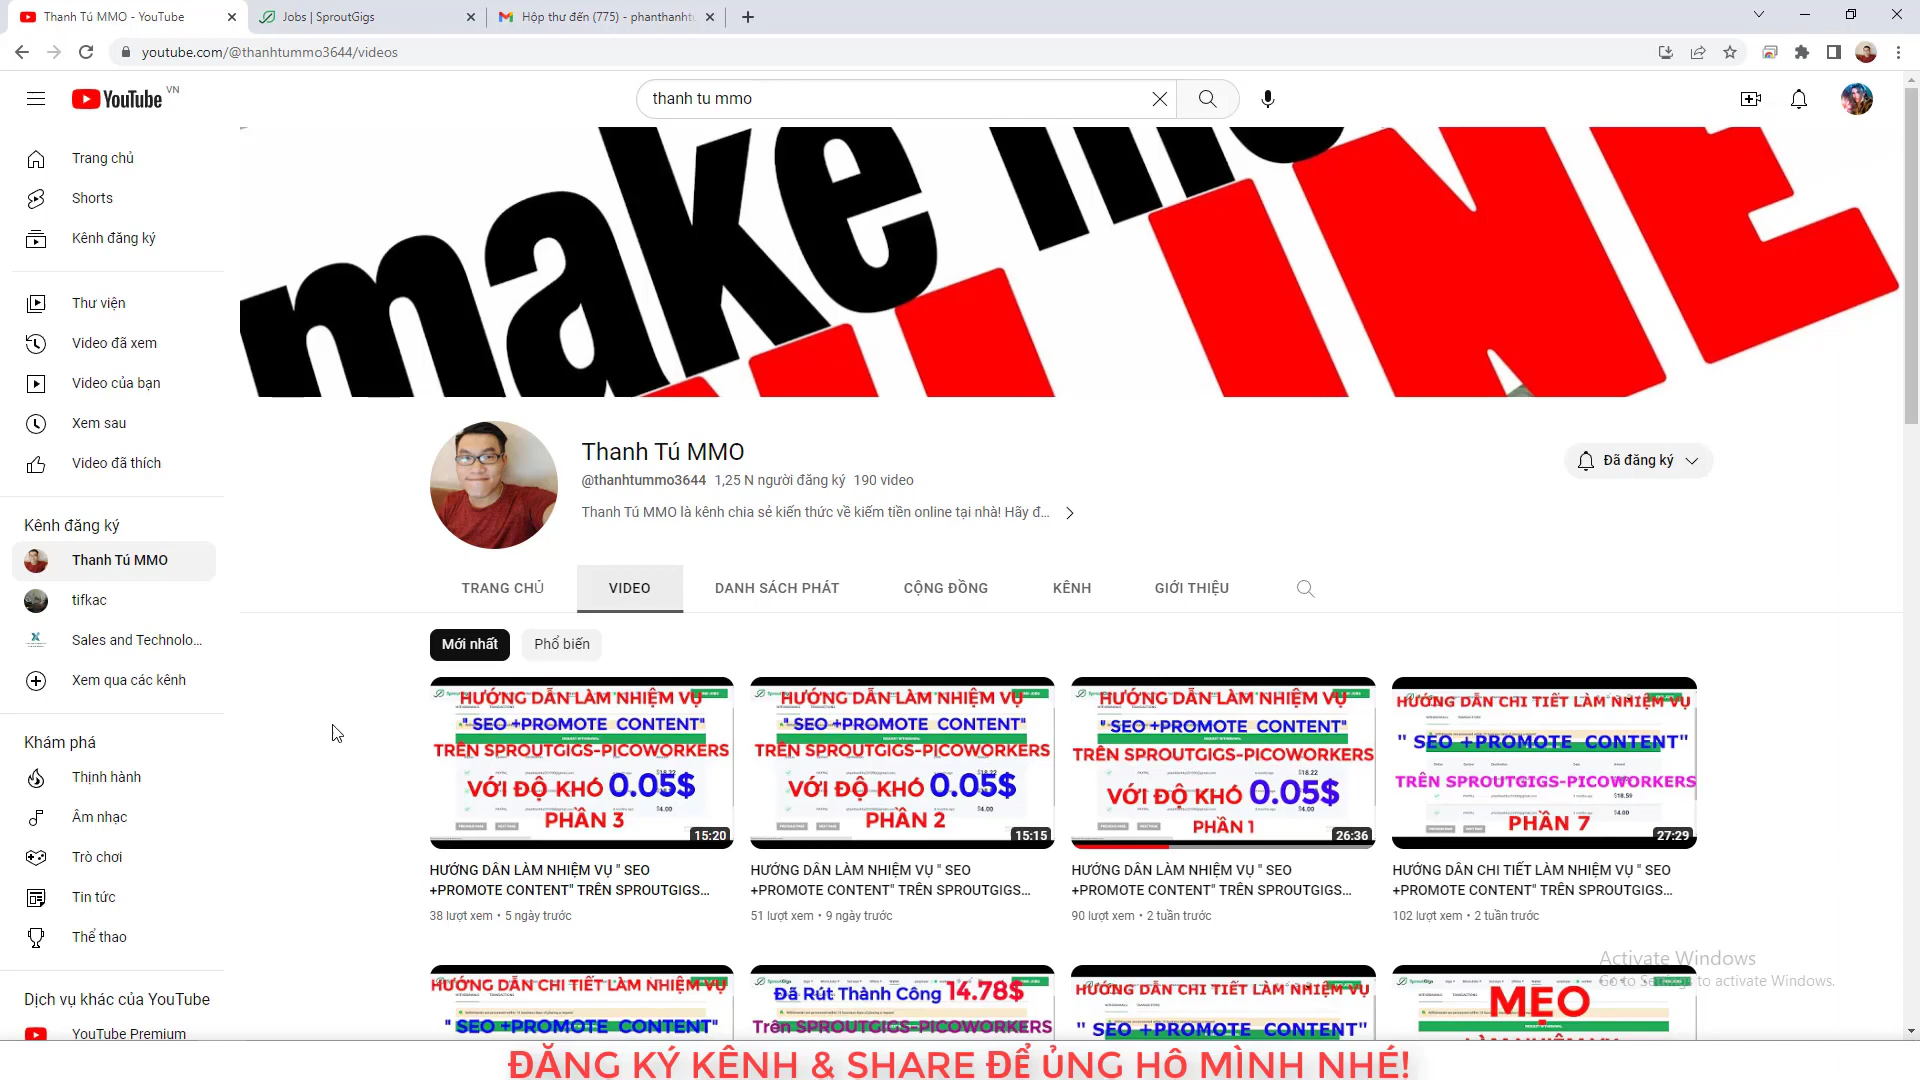 Thanh Tú MMO - YouTube
Jobs | SproutGigs
Hộp thư đến (775) - phanthanhtu
youtube.com/@thanhtummo3644/videos
YouTube VN
thanh tu mmo
Trang chủ
Shorts
Kênh đăng ký
Thư viện
Video đã xem
Video của bạn
Xem sau
Video đã thích
Kênh đăng ký
Thanh Tú MMO
tifkac
Sales and Technolo...
Xem qua các kênh
Khám phá
Thịnh hành
Âm nhạc
Trò chơi
Tin tức
Thể thao
Dịch vụ khác của YouTube
YouTube Premium
make
Thanh Tú MMO
@thanhtummo3644 1,25 N người đăng ký 190 video
Thanh Tú MMO là kênh chia sẻ kiến thức về kiếm tiền online tại nhà! Hãy đ...
Đã đăng ký
TRANG CHỦ
VIDEO
DANH SÁCH PHÁT
CỘNG ĐỒNG
KÊNH
GIỚI THIỆU
Mới nhất
Phổ biến
HƯỚNG DẪN LÀM NHIỆM VỤ
" SEO +PROMOTE CONTENT"
TRÊN SPROUTGIGS-PICOWORKERS
VỚI ĐỘ KHÓ 0.05$
PHẦN 3
15:20
HƯỚNG DẪN LÀM NHIỆM VỤ " SEO
+PROMOTE CONTENT" TRÊN SPROUTGIGS...
38 lượt xem • 5 ngày trước
HƯỚNG DẪN LÀM NHIỆM VỤ
" SEO +PROMOTE CONTENT"
TRÊN SPROUTGIGS-PICOWORKERS
VỚI ĐỘ KHÓ 0.05$
PHẦN 2
15:15
HƯỚNG DẪN LÀM NHIỆM VỤ " SEO
+PROMOTE CONTENT" TRÊN SPROUTGIGS...
51 lượt xem • 9 ngày trước
HƯỚNG DẪN LÀM NHIỆM VỤ
" SEO +PROMOTE CONTENT"
TRÊN SPROUTGIGS-PICOWORKERS
VỚI ĐỘ KHÓ 0.05$
PHẦN 1
26:36
HƯỚNG DẪN LÀM NHIỆM VỤ " SEO
+PROMOTE CONTENT" TRÊN SPROUTGIGS...
90 lượt xem • 2 tuần trước
HƯỚNG DẪN CHI TIẾT LÀM NHIỆM VỤ
" SEO +PROMOTE CONTENT"
TRÊN SPROUTGIGS-PICOWORKERS
PHẦN 7
27:29
HƯỚNG DẪN CHI TIẾT LÀM NHIỆM VỤ " SEO
+PROMOTE CONTENT" TRÊN SPROUTGIGS...
102 lượt xem • 2 tuần trước
HƯỚNG DẪN CHI TIẾT LÀM NHIỆM VỤ
" SEO +PROMOTE CONTENT"
Đã Rút Thành Công 14.78$
Trên SPROUTGIGS-PICOWORKERS
HƯỚNG DẪN CHI TIẾT LÀM NHIỆM VỤ
" SEO +PROMOTE CONTENT"
MẸO
Activate Windows
Go to Settings to activate Windows.
ĐĂNG KÝ KÊNH & SHARE ĐỂ ỦNG HÔ MÌNH NHÉ!